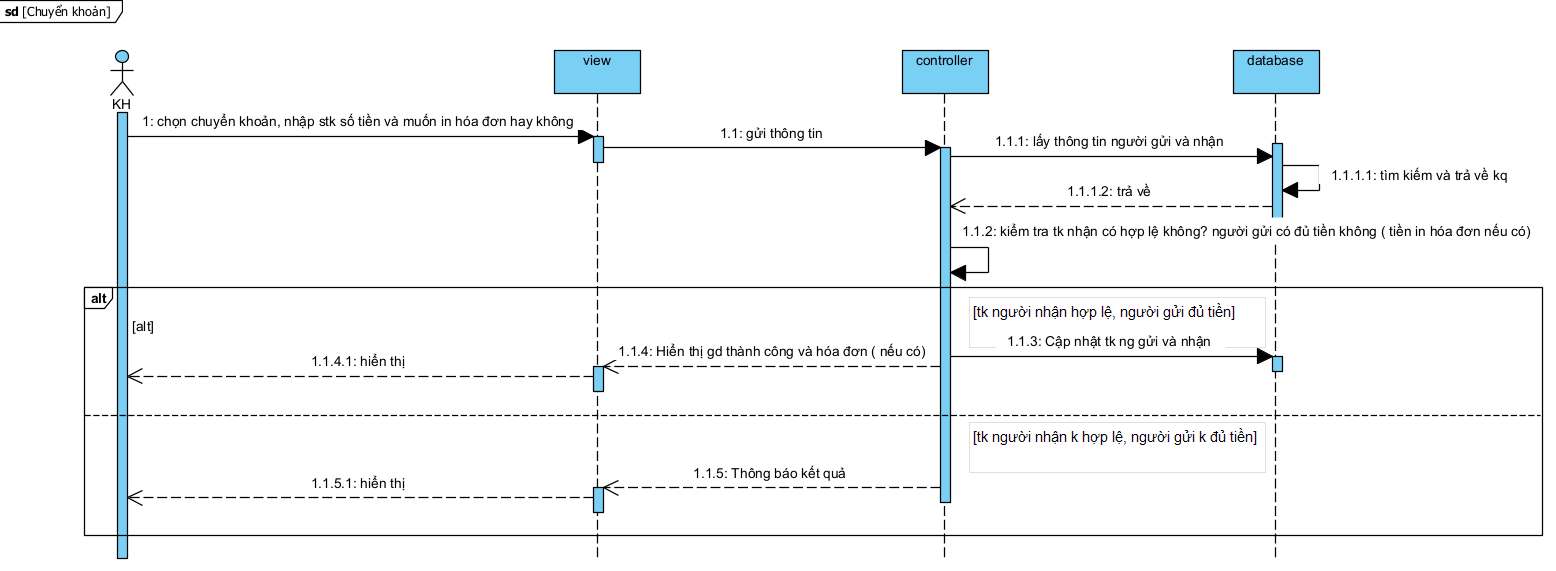 sd [Chuyển khoản]
KH
view
controller
database
1: chọn chuyển khoản, nhập stk số tiền và muốn in hóa đơn hay không
1.1: gửi thông tin
1.1.1: lấy thông tin người gửi và nhận
1.1.1.1: tìm kiếm và trả về kq
1.1.1.2: trả về
1.1.2: kiểm tra tk nhận có hợp lệ không? người gửi có đủ tiền không ( tiền in hóa đơn nếu có)
alt
[alt]
[tk người nhận hợp lệ, người gửi đủ tiền]
1.1.3: Cập nhật tk ng gửi và nhận
1.1.4: Hiển thị gd thành công và hóa đơn ( nếu có)
1.1.4.1: hiển thị
[tk người nhận k hợp lệ, người gửi k đủ tiền]
1.1.5: Thông báo kết quả
1.1.5.1: hiển thị